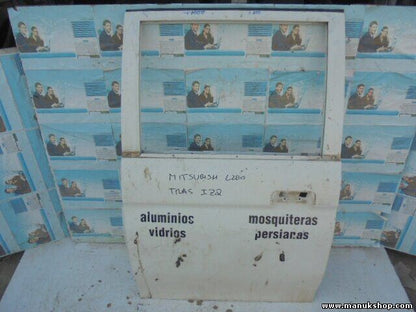 MITSUBISHI L200
TRAS IZQ
aluminios mosquiteras
vidrios persianas
www.manukshop.com